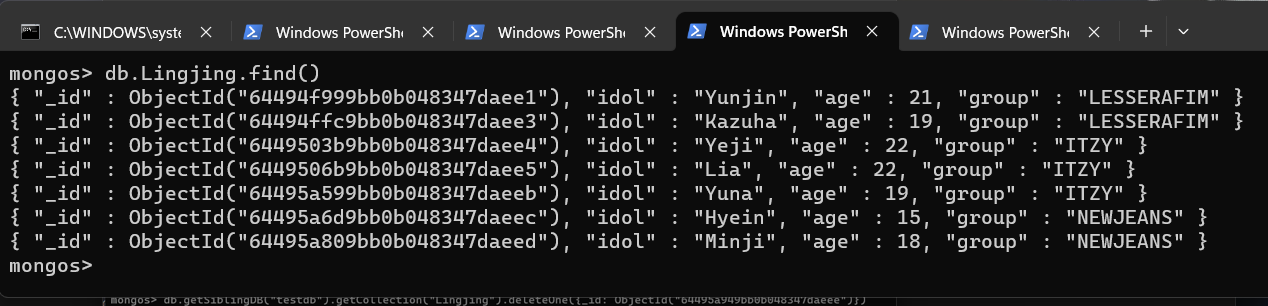 C:\WINDOWS\syste
Windows PowerShe
Windows PowerShe
Windows PowerSh
Windows PowerShe
mongos> db.Lingjing.find()
{ "_id" : ObjectId("64494f999bb0b048347daee1"), "idol" : "Yunjin", "age" : 21, "group" : "LESSERAFIM" }
{ "_id" : ObjectId("64494ffc9bb0b048347daee3"), "idol" : "Kazuha", "age" : 19, "group" : "LESSERAFIM" }
{ "_id" : ObjectId("6449503b9bb0b048347daee4"), "idol" : "Yeji", "age" : 22, "group" : "ITZY" }
{ "_id" : ObjectId("6449506b9bb0b048347daee5"), "idol" : "Lia", "age" : 22, "group" : "ITZY" }
{ "_id" : ObjectId("64495a599bb0b048347daeeb"), "idol" : "Yuna", "age" : 19, "group" : "ITZY" }
{ "_id" : ObjectId("64495a6d9bb0b048347daeec"), "idol" : "Hyein", "age" : 15, "group" : "NEWJEANS" }
{ "_id" : ObjectId("64495a809bb0b048347daeed"), "idol" : "Minji", "age" : 18, "group" : "NEWJEANS" }
mongos>
mongos> db.getSiblingDB("testdb").getCollection("Lingjing").deleteOne({_id: ObjectId("64495a949bb0b048347daeee")})